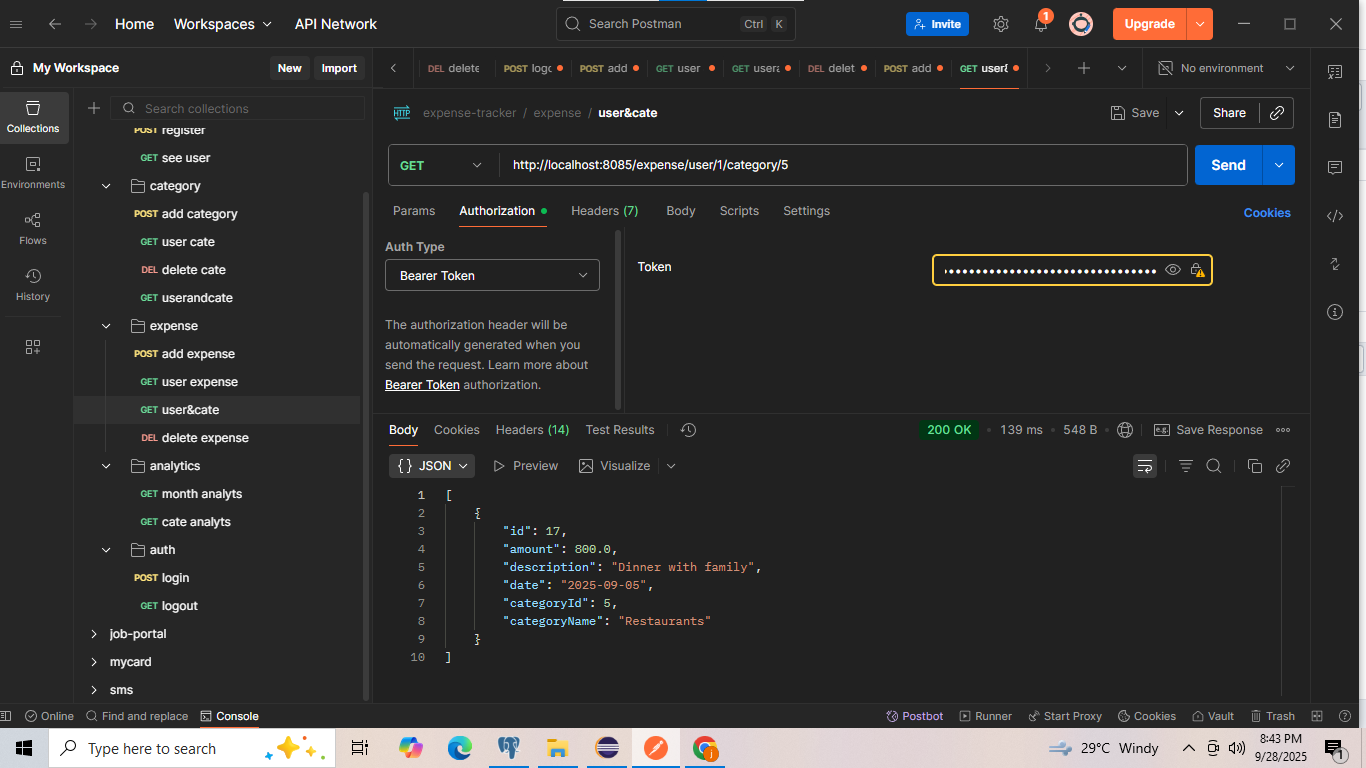 Home Workspaces API Network Search Postman Ctrl K Invite 1 Upgrade
My Workspace New Import DEL delete POST logo POST add GET user GET usera DEL delet POST add GET user& No environment
Search collections
Collections
Environments
Flows
History
POST register
GET see user
category
POST add category
GET user cate
DEL delete cate
GET userandcate
expense
POST add expense
GET user expense
GET user&cate
DEL delete expense
analytics
GET month analyts
GET cate analyts
auth
POST login
GET logout
job-portal
mycard
sms
HTTP expense-tracker / expense / user&cate Save Share
GET http://localhost:8085/expense/user/1/category/5 Send
Params Authorization Headers (7) Body Scripts Settings Cookies
Auth Type
Bearer Token
The authorization header will be
automatically generated when you
send the request. Learn more about
Bearer Token authorization.
Token
Body Cookies Headers (14) Test Results 200 OK 139 ms 548 B e.g. Save Response
{} JSON Preview Visualize
1 [
2 {
3 "id": 17,
4 "amount": 800.0,
5 "description": "Dinner with family",
6 "date": "2025-09-05",
7 "categoryId": 5,
8 "categoryName": "Restaurants"
9 }
10 ]
Online Find and replace Console Postbot Runner Start Proxy Cookies Vault Trash
Type here to search 29°C Windy 8:43 PM
9/28/2025 1